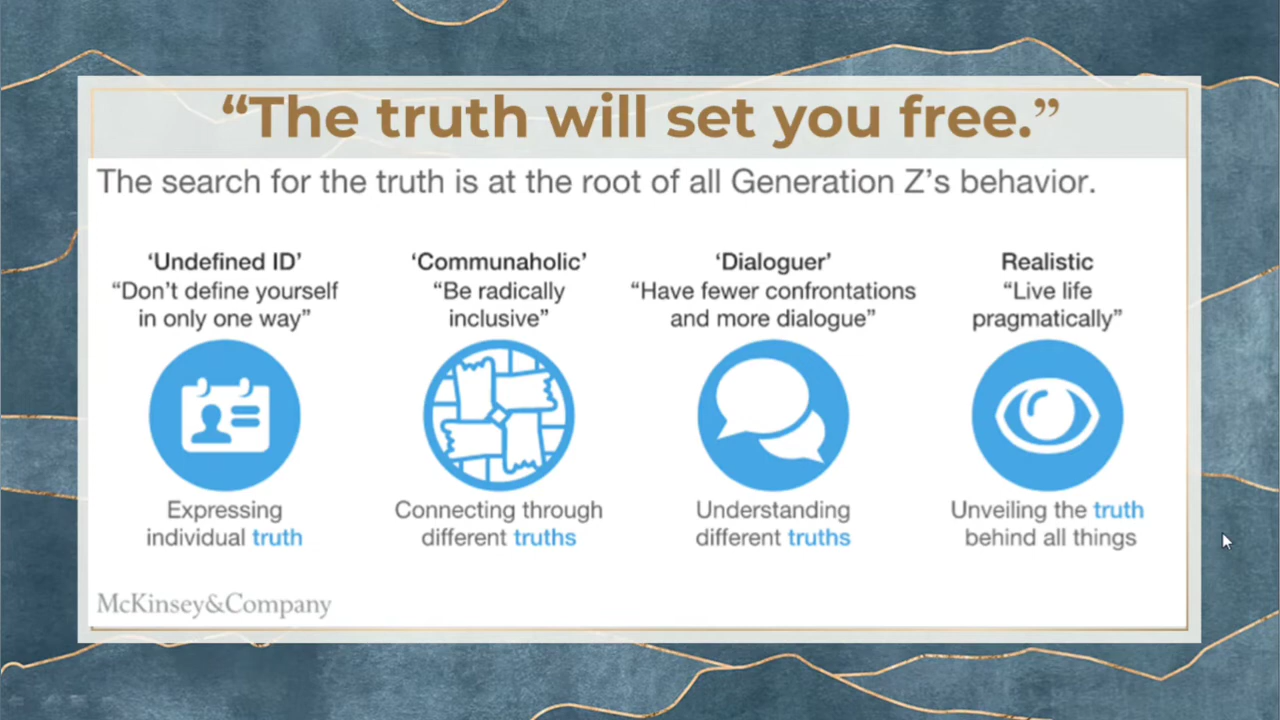 “The truth will set you free.”
The search for the truth is at the root of all Generation Z’s behavior.
‘Undefined ID’
“Don’t define yourself
in only one way”
Expressing
individual truth
‘Communaholic’
“Be radically
inclusive”
Connecting through
different truths
‘Dialoguer’
“Have fewer confrontations
and more dialogue”
Understanding
different truths
Realistic
“Live life
pragmatically”
Unveiling the truth
behind all things
McKinsey&Company